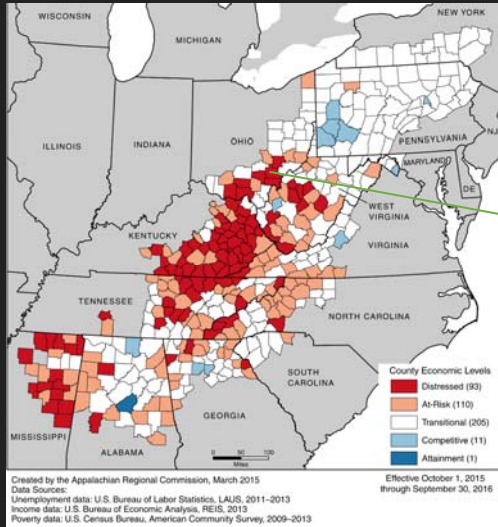 WISCONSIN
MICHIGAN
NEW YORK
ILLINOIS
INDIANA
OHIO
PENNSYLVANIA
NJ
MARYLAND
DE
WEST
VIRGINIA
KENTUCKY
VIRGINIA
TENNESSEE
NORTH CAROLINA
SOUTH
CAROLINA
MISSISSIPPI
ALABAMA
GEORGIA
0 50 100
Miles
County Economic Levels
Distressed (93)
At-Risk (110)
Transitional (205)
Competitive (11)
Attainment (1)
Created by the Appalachian Regional Commission, March 2015
Data Sources:
Unemployment data: U.S. Bureau of Labor Statistics, LAUS, 2011–2013
Income data: U.S. Bureau of Economic Analysis, REIS, 2013
Poverty data: U.S. Census Bureau, American Community Survey, 2009–2013
Effective October 1, 2015
through September 30, 2016